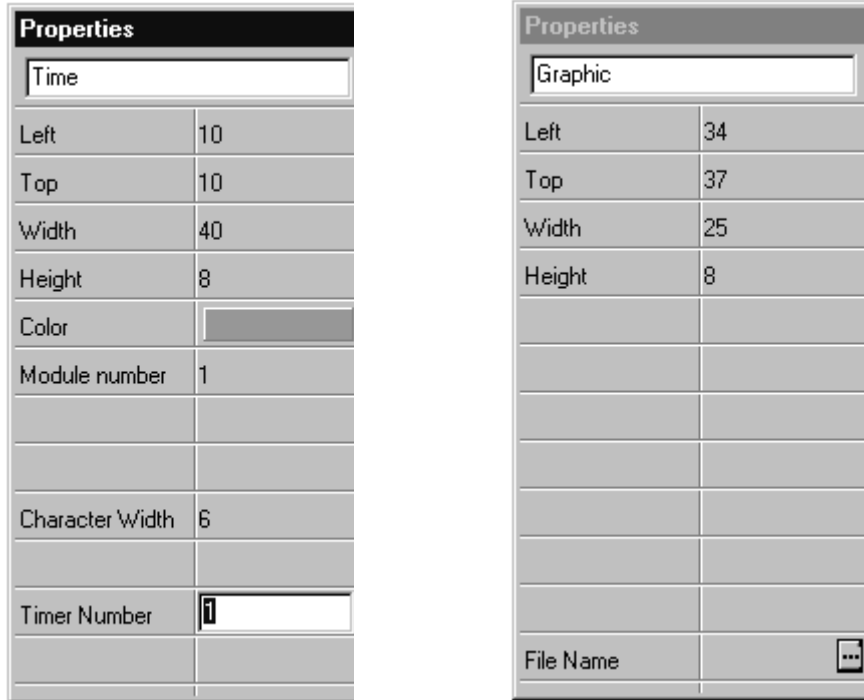 Properties
Time
Left 10
Top 10
Width 40
Height 8
Color
Module number 1
Character Width 6
Timer Number 1
Properties
Graphic
Left 34
Top 37
Width 25
Height 8
File Name ...